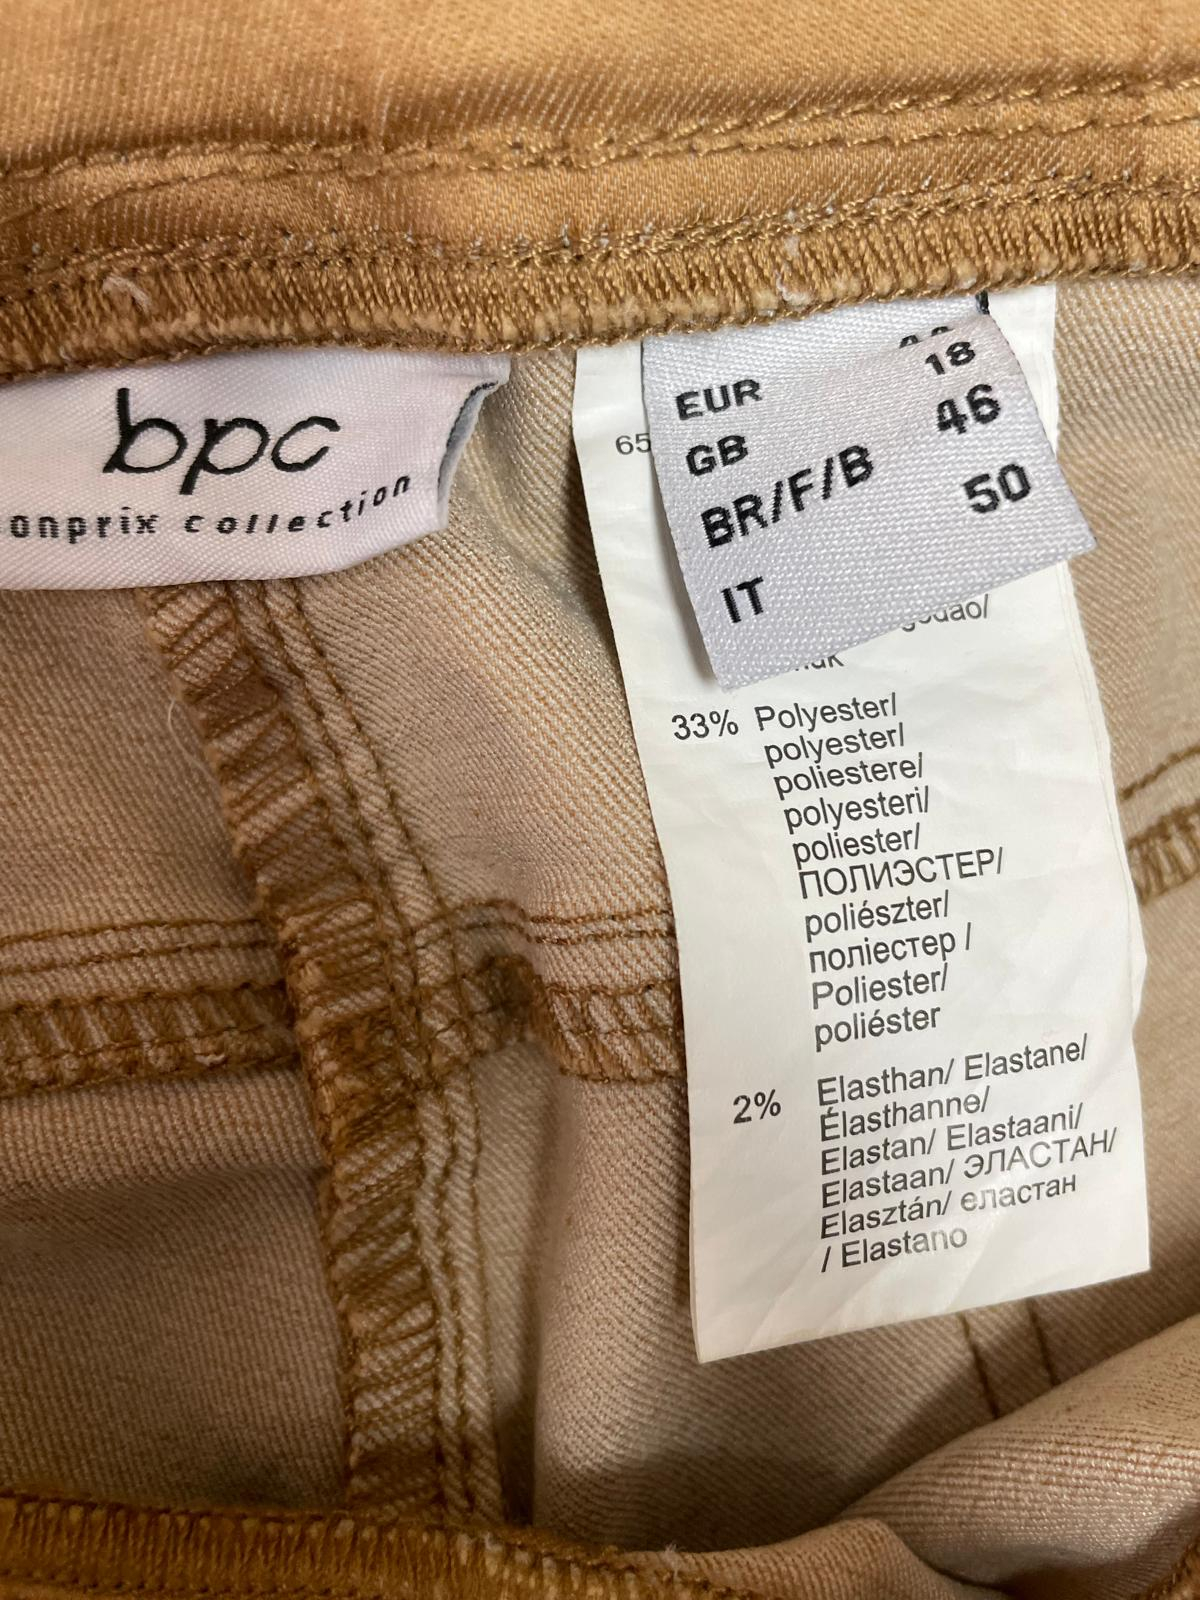 bpc
onprix collection
EUR
GB 18
BR/F/B 46
IT 50
65
33% Polyester/
polyester/
poliestere/
polyesteri/
poliester/
ПОЛИЭСТЕР/
poliészter/
поліестер /
Poliester/
poliéster
2% Elasthan/ Elastane/
Élasthanne/
Elastan/ Elastaani/
Elastaan/ ЭЛАСТАН/
Elasztán/ еластан
/ Elastano